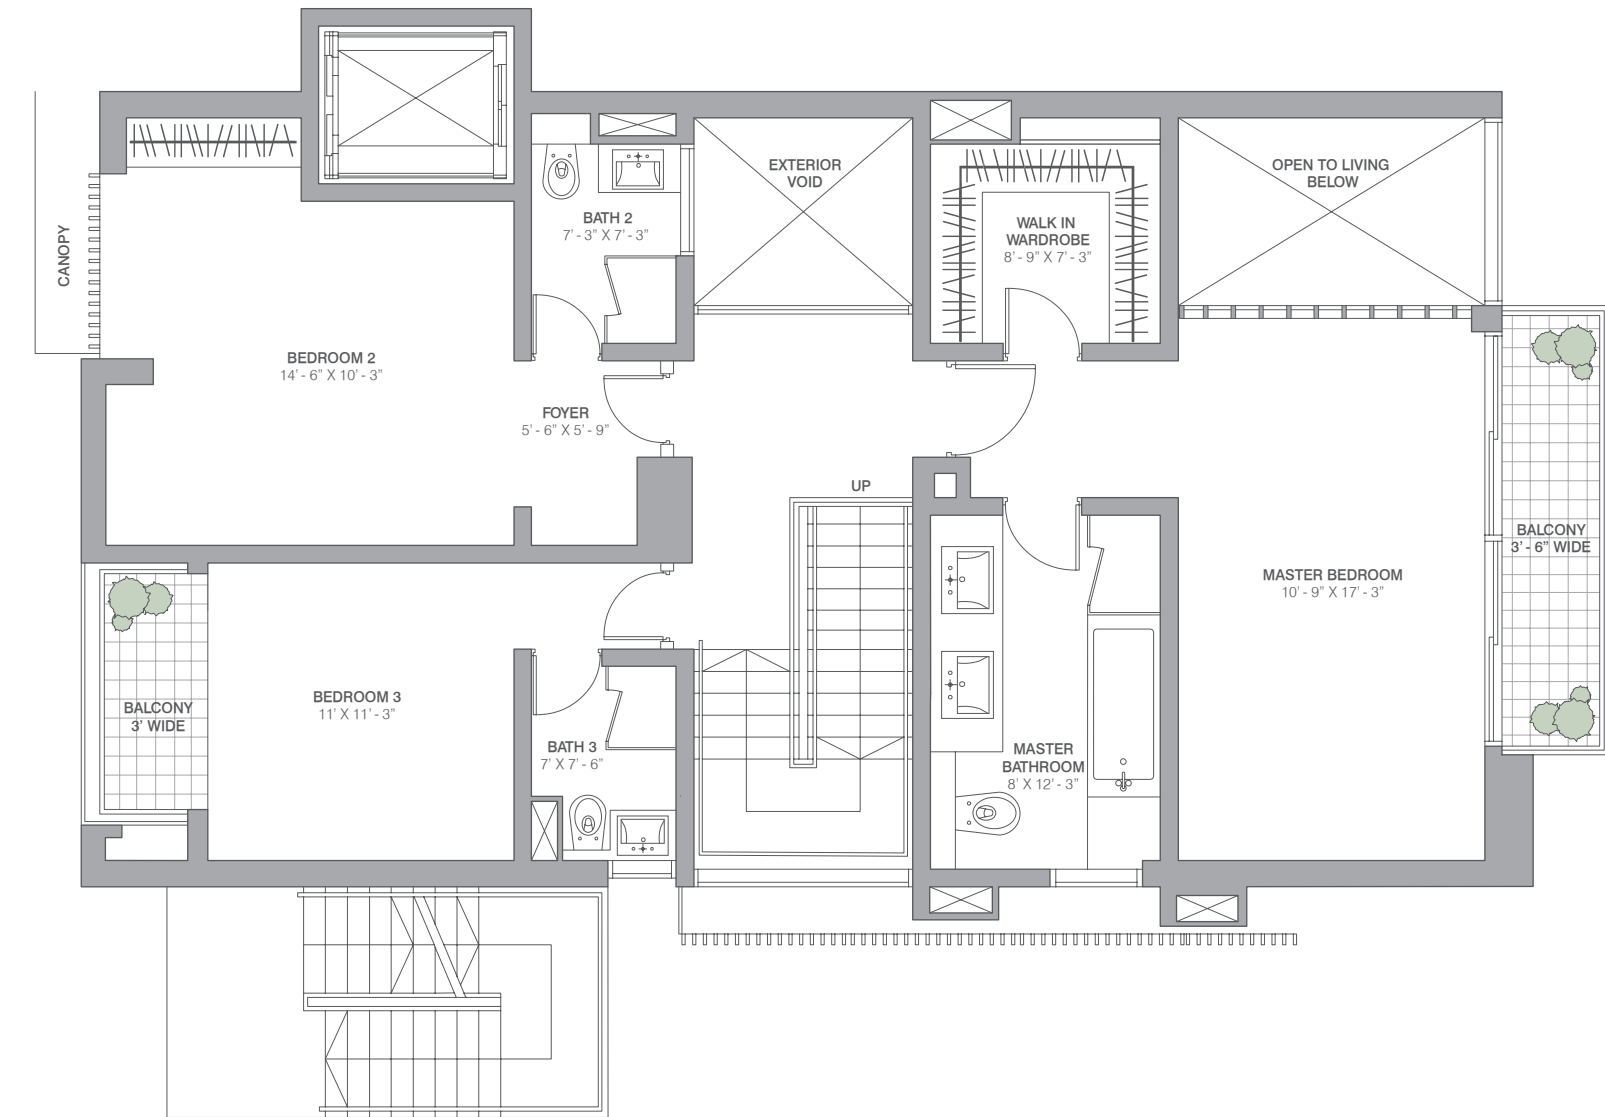 EXTERIOR
VOID
OPEN TO LIVING
BELOW
BATH 2
7' - 3” X 7' - 3”
WALK IN
WARDROBE
8' - 9” X 7' - 3”
CANOPY
BEDROOM 2
14' - 6” X 10' - 3”
FOYER
5' - 6” X 5' - 9”
UP
BALCONY
3' - 6” WIDE
MASTER BEDROOM
10' - 9” X 17' - 3”
BEDROOM 3
11' X 11' - 3”
BALCONY
3' WIDE
BATH 3
7' X 7' - 6”
MASTER
BATHROOM
8' X 12' - 3”